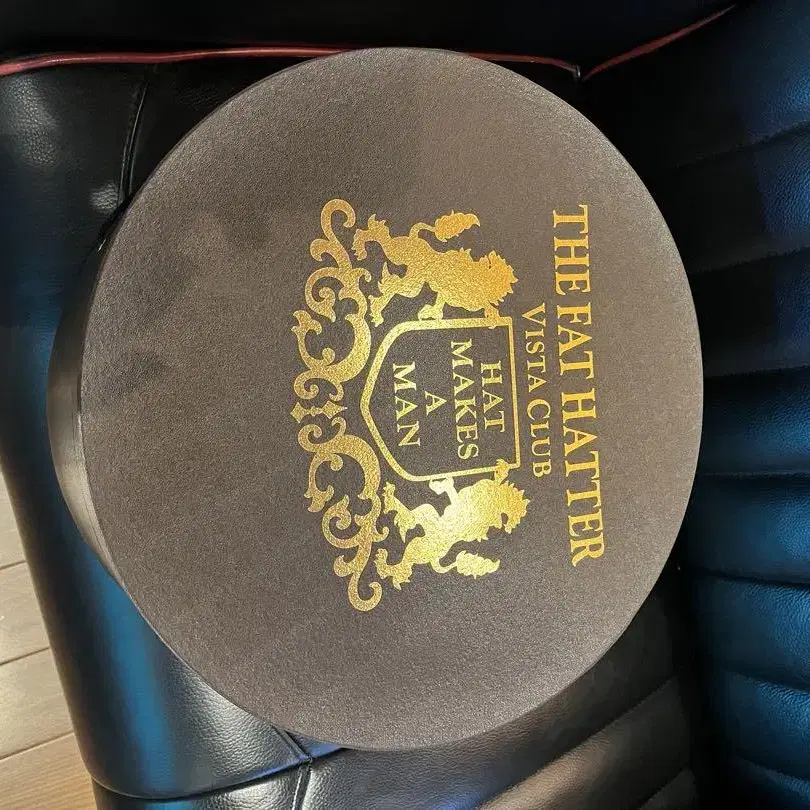 THE FAT HATTER
VISTA CLUB
HAT
MAKES
A
MAN